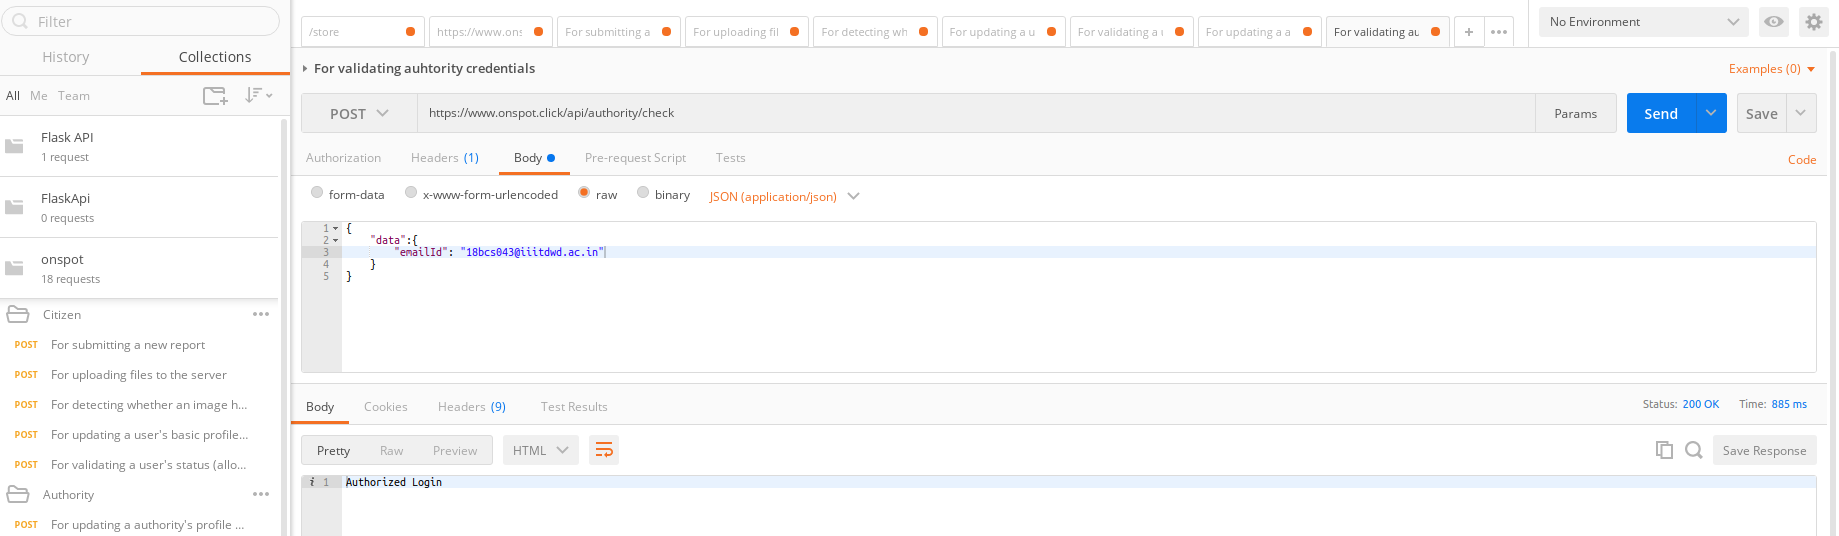 Filter
History Collections
All Me Team
Flask API
1 request
FlaskApi
0 requests
onspot
18 requests
Citizen
POST For submitting a new report
POST For uploading files to the server
POST For detecting whether an image h...
POST For updating a user's basic profile...
POST For validating a user's status (allo...
Authority
POST For updating a authority's profile ...
/store https://www.ons For submitting a For uploading fil For detecting wh For updating a u For validating a u For updating a a For validating au + •••
No Environment
For validating auhtority credentials
Examples (0)
POST https://www.onspot.click/api/authority/check Params Send Save
Authorization Headers (1) Body Pre-request Script Tests Code
form-data x-www-form-urlencoded raw binary JSON (application/json)
1 {
2 "data":{
3 "emailId": "18bcs043@iiitdwd.ac.in"
4 }
5 }
Body Cookies Headers (9) Test Results Status: 200 OK Time: 885 ms
Pretty Raw Preview HTML Save Response
i 1 Authorized Login